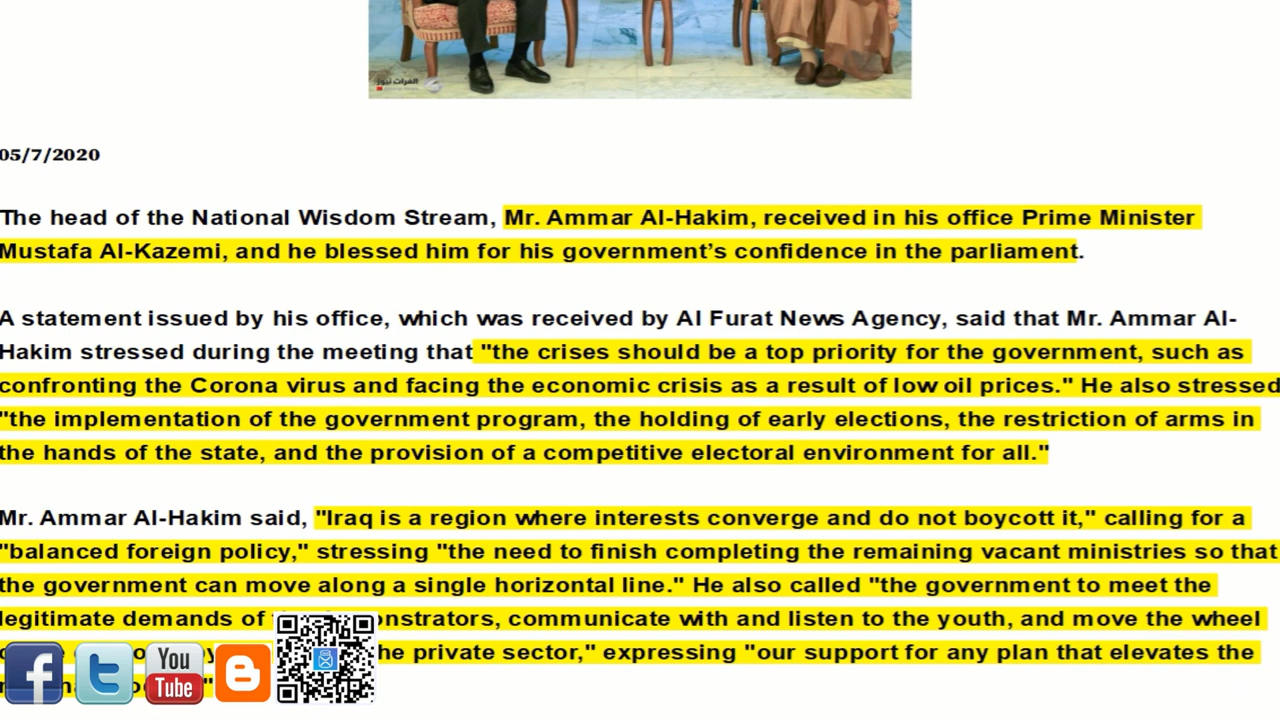 الفرات نيوز
05/7/2020
The head of the National Wisdom Stream, Mr. Ammar Al-Hakim, received in his office Prime Minister
Mustafa Al-Kazemi, and he blessed him for his government's confidence in the parliament.
A statement issued by his office, which was received by Al Furat News Agency, said that Mr. Ammar Al-
Hakim stressed during the meeting that "the crises should be a top priority for the government, such as
confronting the Corona virus and facing the economic crisis as a result of low oil prices." He also stressed
"the implementation of the government program, the holding of early elections, the restriction of arms in
the hands of the state, and the provision of a competitive electoral environment for all."
Mr. Ammar Al-Hakim said, "Iraq is a region where interests converge and do not boycott it," calling for a
"balanced foreign policy," stressing "the need to finish completing the remaining vacant ministries so that
the government can move along a single horizontal line." He also called "the government to meet the
legitimate demands of onstrators, communicate with and listen to the youth, and move the wheel
he private sector," expressing "our support for any plan that elevates the
You
Tube